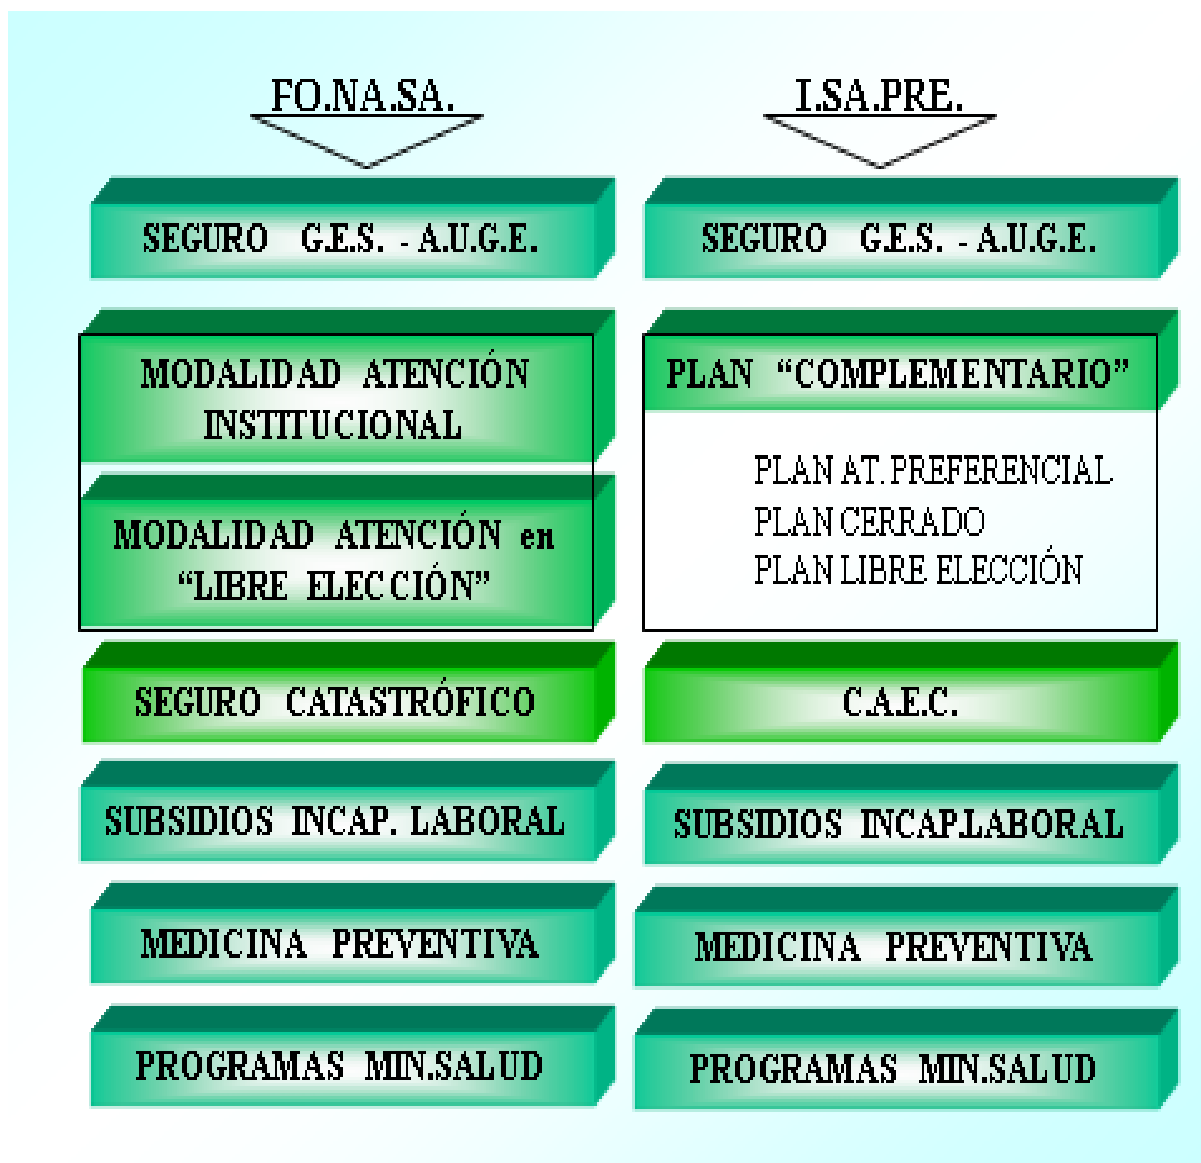 FO.NA.SA.
SEGURO G.E.S. - A.U.G.E.
MODALIDAD ATENCIÓN
INSTITUCIONAL
MODALIDAD ATENCIÓN en
“LIBRE ELECCIÓN”
SEGURO CATASTRÓFICO
SUBSIDIOS INCAP. LABORAL
MEDICINA PREVENTIVA
PROGRAMAS MIN.SALUD
I.SA.PRE.
SEGURO G.E.S. - A.U.G.E.
PLAN “COMPLEMENTARIO”
PLAN AT. PREFERENCIAL
PLAN CERRADO
PLAN LIBRE ELECCIÓN
C.A.E.C.
SUBSIDIOS INCAP.LABORAL
MEDICINA PREVENTIVA
PROGRAMAS MIN.SALUD